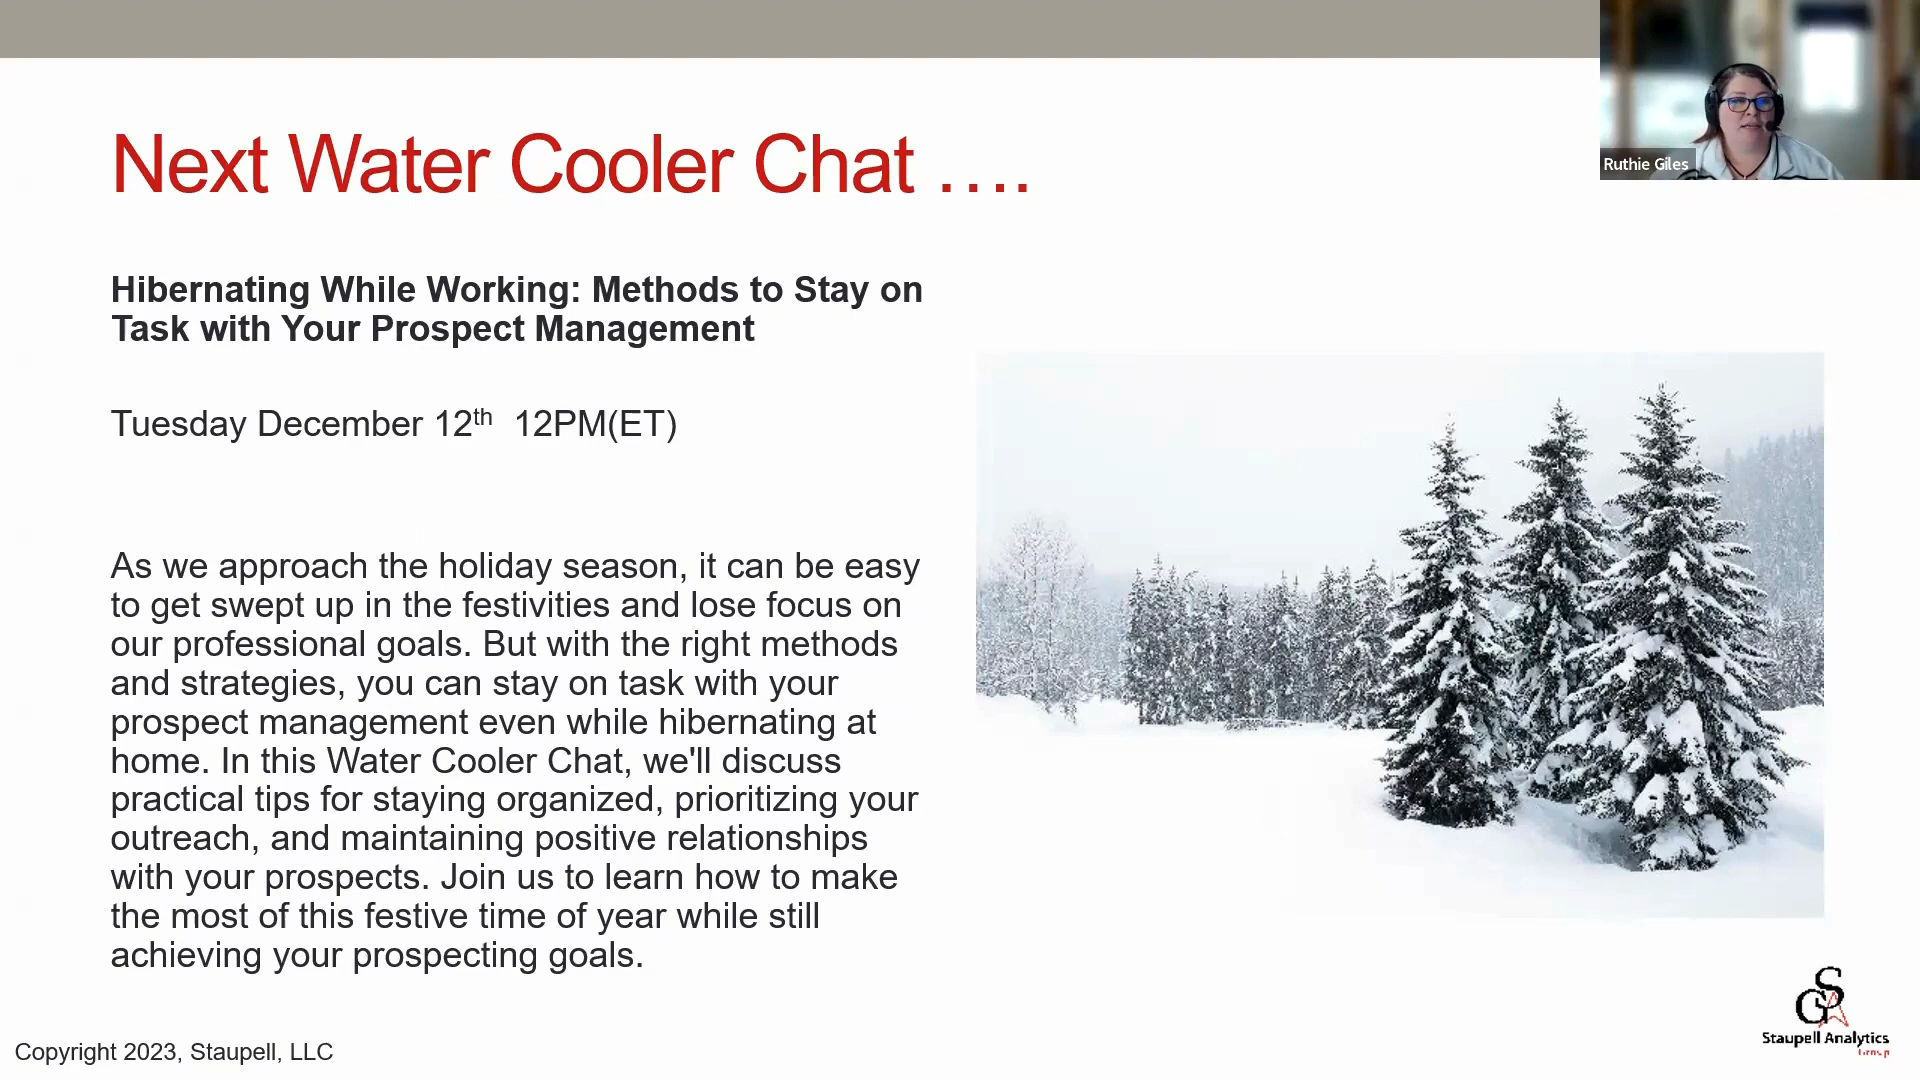 Next Water Cooler Chat ….
Ruthie Giles
Hibernating While Working: Methods to Stay on
Task with Your Prospect Management
Tuesday December 12th 12PM(ET)
As we approach the holiday season, it can be easy
to get swept up in the festivities and lose focus on
our professional goals. But with the right methods
and strategies, you can stay on task with your
prospect management even while hibernating at
home. In this Water Cooler Chat, we'll discuss
practical tips for staying organized, prioritizing your
outreach, and maintaining positive relationships
with your prospects. Join us to learn how to make
the most of this festive time of year while still
achieving your prospecting goals.
SGA
Staupell Analytics
Group
Copyright 2023, Staupell, LLC